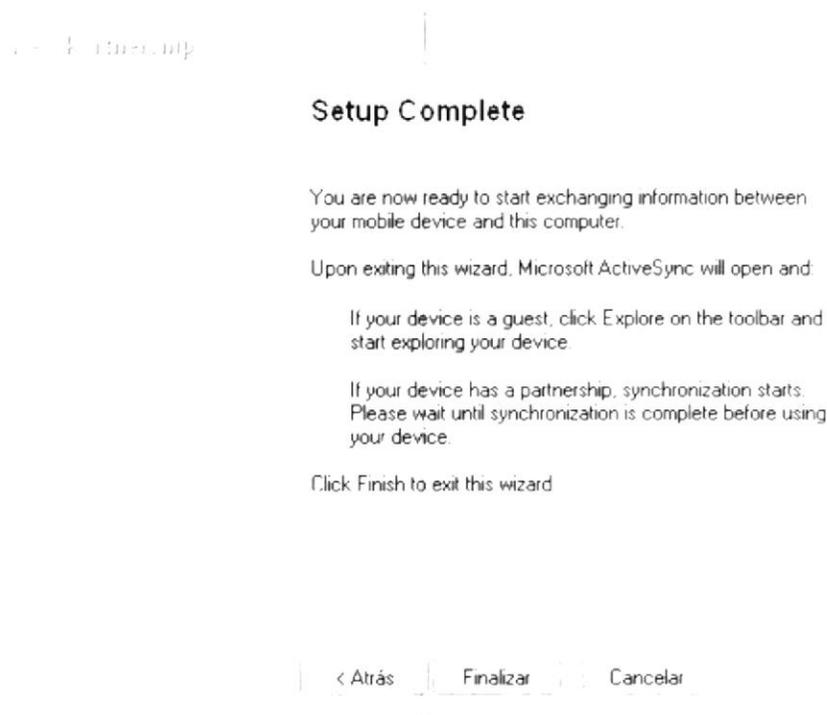 Setup Complete
You are now ready to start exchanging information between
your mobile device and this computer.
Upon exiting this wizard, Microsoft ActiveSync will open and:
If your device is a guest, click Explore on the toolbar and
start exploring your device.
If your device has a partnership, synchronization starts.
Please wait until synchronization is complete before using
your device.
Click Finish to exit this wizard
< Atrás
Finalizar
Cancelar